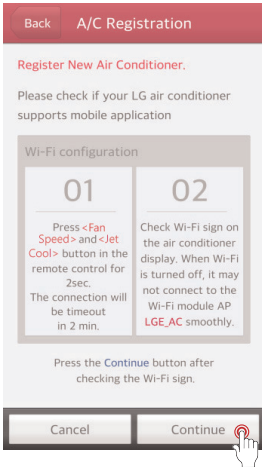 Back
A/C Registration
Register New Air Conditioner.
Please check if your LG air conditioner
supports mobile application
Wi-Fi configuration
01
Press <Fan
Speed> and <Jet
Cool> button in the
remote control for
2sec.
The connection will
be timeout
in 2 min.
02
Check Wi-Fi sign on
the air conditioner
display. When Wi-Fi
is turned off, it may
not connect to the
Wi-Fi module AP
LGE_AC smoothly.
Press the Continue button after
checking the Wi-Fi sign.
Cancel
Continue